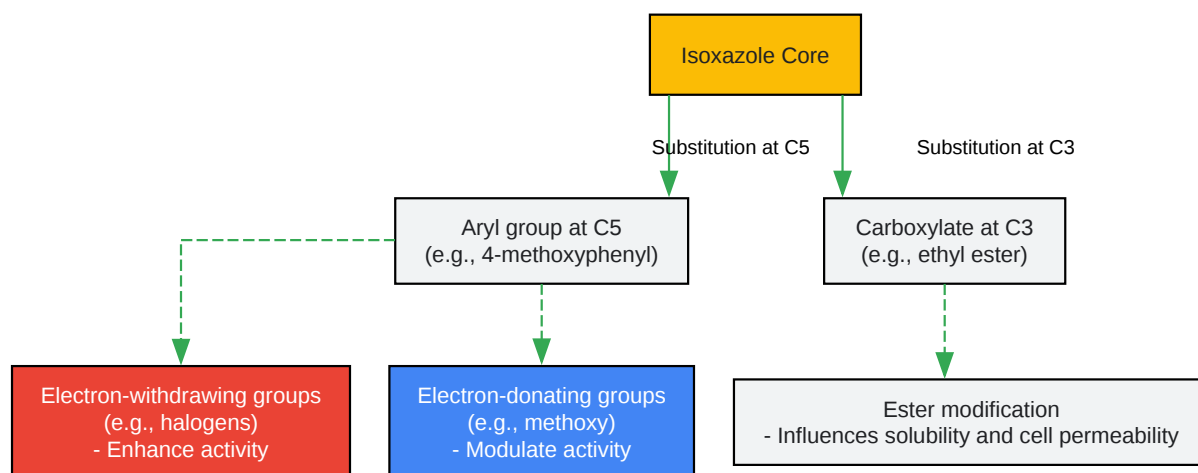 Isoxazole Core
Substitution at C5
Substitution at C3
Aryl group at C5
(e.g., 4-methoxyphenyl)
Carboxylate at C3
(e.g., ethyl ester)
Electron-withdrawing groups
(e.g., halogens)
- Enhance activity
Electron-donating groups
(e.g., methoxy)
- Modulate activity
Ester modification
- Influences solubility and cell permeability